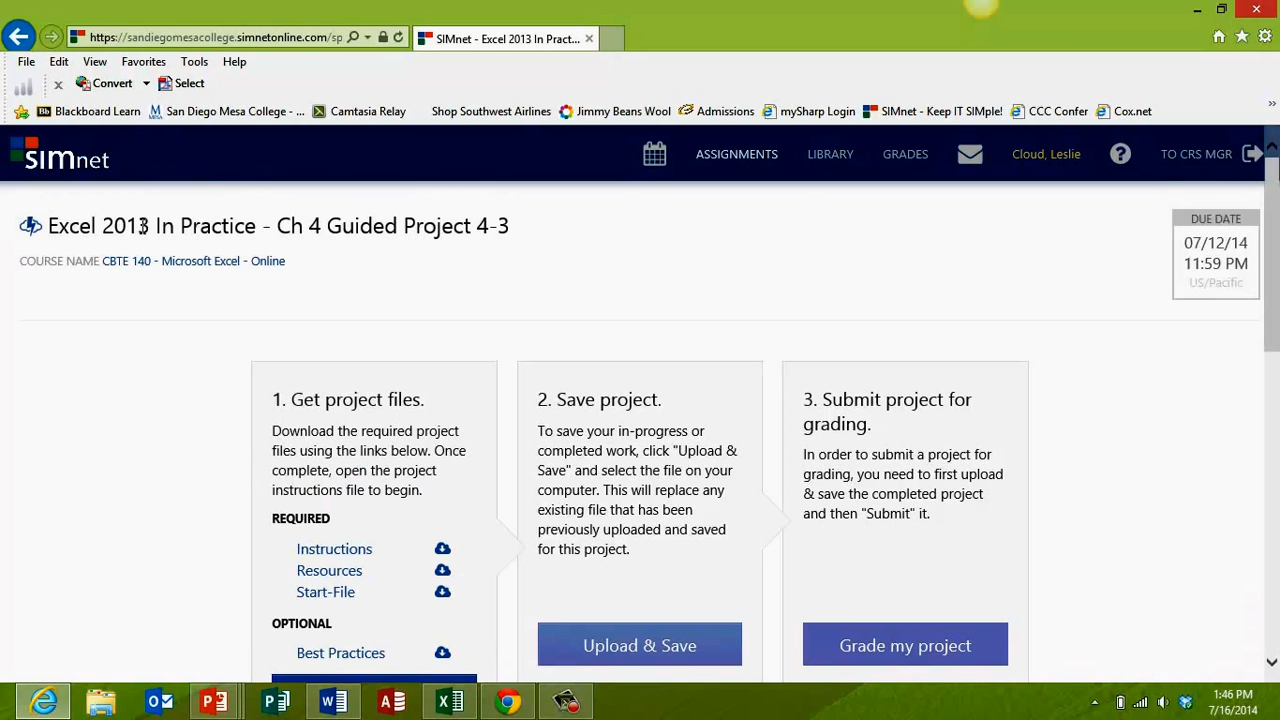 https://sandiegomesacollege.simnetonline.com/sp
SIMnet - Excel 2013 In Pract...
File Edit View Favorites Tools Help
Convert Select
Blackboard Learn San Diego Mesa College - ... Camtasia Relay Shop Southwest Airlines Jimmy Beans Wool Admissions mySharp Login SIMnet - Keep IT SIMple! CCC Confer Cox.net
SIMnet ASSIGNMENTS LIBRARY GRADES Cloud, Leslie TO CRS MGR
Excel 2013 In Practice - Ch 4 Guided Project 4-3
COURSE NAME CBTE 140 - Microsoft Excel - Online
DUE DATE
07/12/14
11:59 PM
US/Pacific
1. Get project files.
Download the required project
files using the links below. Once
complete, open the project
instructions file to begin.
REQUIRED
Instructions
Resources
Start-File
OPTIONAL
Best Practices
2. Save project.
To save your in-progress or
completed work, click "Upload &
Save" and select the file on your
computer. This will replace any
existing file that has been
previously uploaded and saved
for this project.
Upload & Save
3. Submit project for
grading.
In order to submit a project for
grading, you need to first upload
& save the completed project
and then "Submit" it.
Grade my project
1:46 PM
7/16/2014